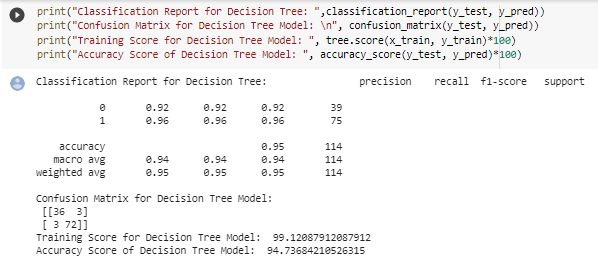 print("Classification Report for Decision Tree: ",classification_report(y_test, y_pred))
print("Confusion Matrix for Decision Tree Model: \n", confusion_matrix(y_test, y_pred))
print("Training Score for Decision Tree Model: ", tree.score(x_train, y_train)*100)
print("Accuracy Score of Decision Tree Model: ", accuracy_score(y_test, y_pred)*100)
Classification Report for Decision Tree: precision recall f1-score support
0 0.92 0.92 0.92 39
1 0.96 0.96 0.96 75
accuracy 0.95 114
macro avg 0.94 0.94 0.94 114
weighted avg 0.95 0.95 0.95 114
Confusion Matrix for Decision Tree Model:
[[36 3]
[ 3 72]]
Training Score for Decision Tree Model: 99.12087912087912
Accuracy Score of Decision Tree Model: 94.73684210526315